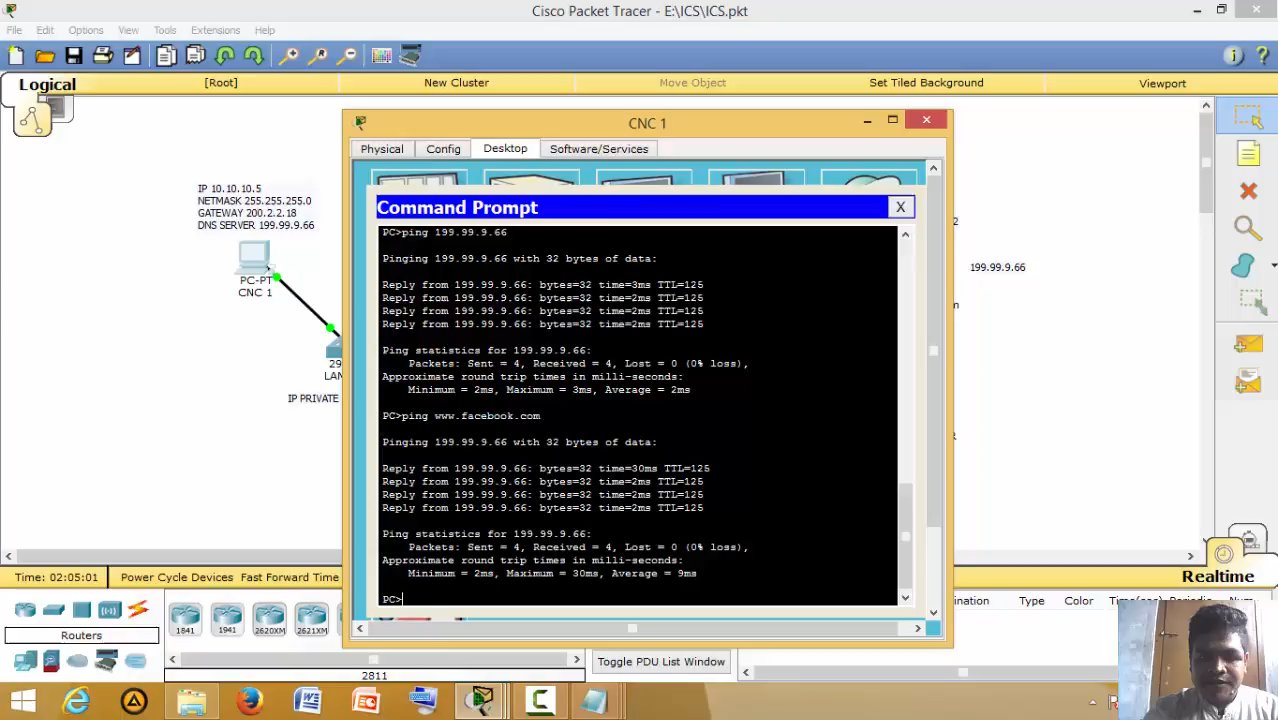 Cisco Packet Tracer - E:\ICS\ICS.pkt
File Edit Options View Tools Extensions Help
Logical
[Root]
New Cluster
Move Object
Set Tiled Background
Viewport
IP 10.10.10.5
NETMASK 255.255.255.0
GATEWAY 200.2.2.18
DNS SERVER 199.99.9.66
PC-PT
CNC 1
29
LAN
IP PRIVATE
199.99.9.66
CNC 1
Physical Config Desktop Software/Services
Command Prompt
X
PC>ping 199.99.9.66
Pinging 199.99.9.66 with 32 bytes of data:
Reply from 199.99.9.66: bytes=32 time=3ms TTL=125
Reply from 199.99.9.66: bytes=32 time=2ms TTL=125
Reply from 199.99.9.66: bytes=32 time=2ms TTL=125
Reply from 199.99.9.66: bytes=32 time=2ms TTL=125
Ping statistics for 199.99.9.66:
Packets: Sent = 4, Received = 4, Lost = 0 (0% loss),
Approximate round trip times in milli-seconds:
Minimum = 2ms, Maximum = 3ms, Average = 2ms
PC>ping www.facebook.com
Pinging 199.99.9.66 with 32 bytes of data:
Reply from 199.99.9.66: bytes=32 time=30ms TTL=125
Reply from 199.99.9.66: bytes=32 time=2ms TTL=125
Reply from 199.99.9.66: bytes=32 time=2ms TTL=125
Reply from 199.99.9.66: bytes=32 time=2ms TTL=125
Ping statistics for 199.99.9.66:
Packets: Sent = 4, Received = 4, Lost = 0 (0% loss),
Approximate round trip times in milli-seconds:
Minimum = 2ms, Maximum = 30ms, Average = 9ms
PC>
Time: 02:05:01 Power Cycle Devices Fast Forward Time
Realtime
Routers
1841 1941 2620XM 2621XM
2811
Toggle PDU List Window
ination Type Color Time(sec) Periodic Num